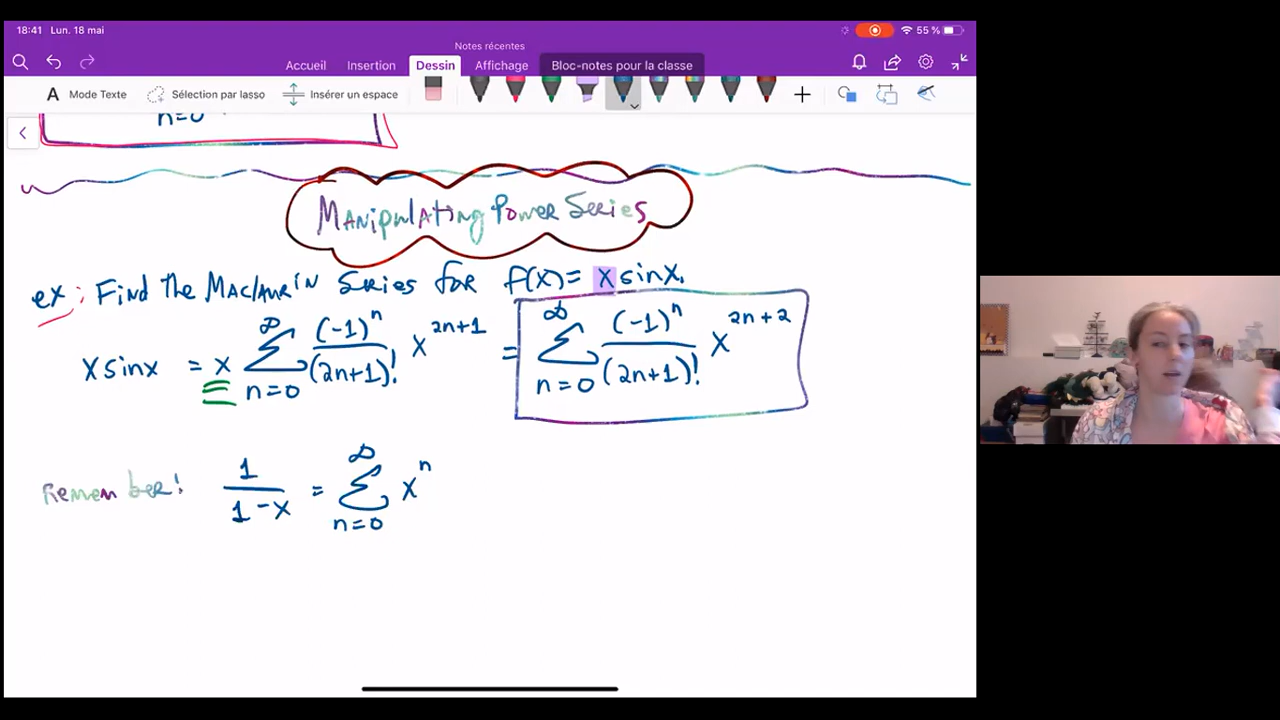 18:41 Lun. 18 mai 55 %
Notes récentes
Accueil Insertion Dessin Affichage Bloc-notes pour la classe
A Mode Texte Sélection par lasso Insérer un espace
n=0
Manipulating Power Series
ex: Find the Maclaurin Series for f(x)= x sinx.
x sinx = x ∞∑n=0 (-1)^n/(2n+1)! x^{2n+1} = ∞∑n=0 (-1)^n/(2n+1)! x^{2n+2}
Remember! 1/(1-x) = ∞∑n=0 x^n